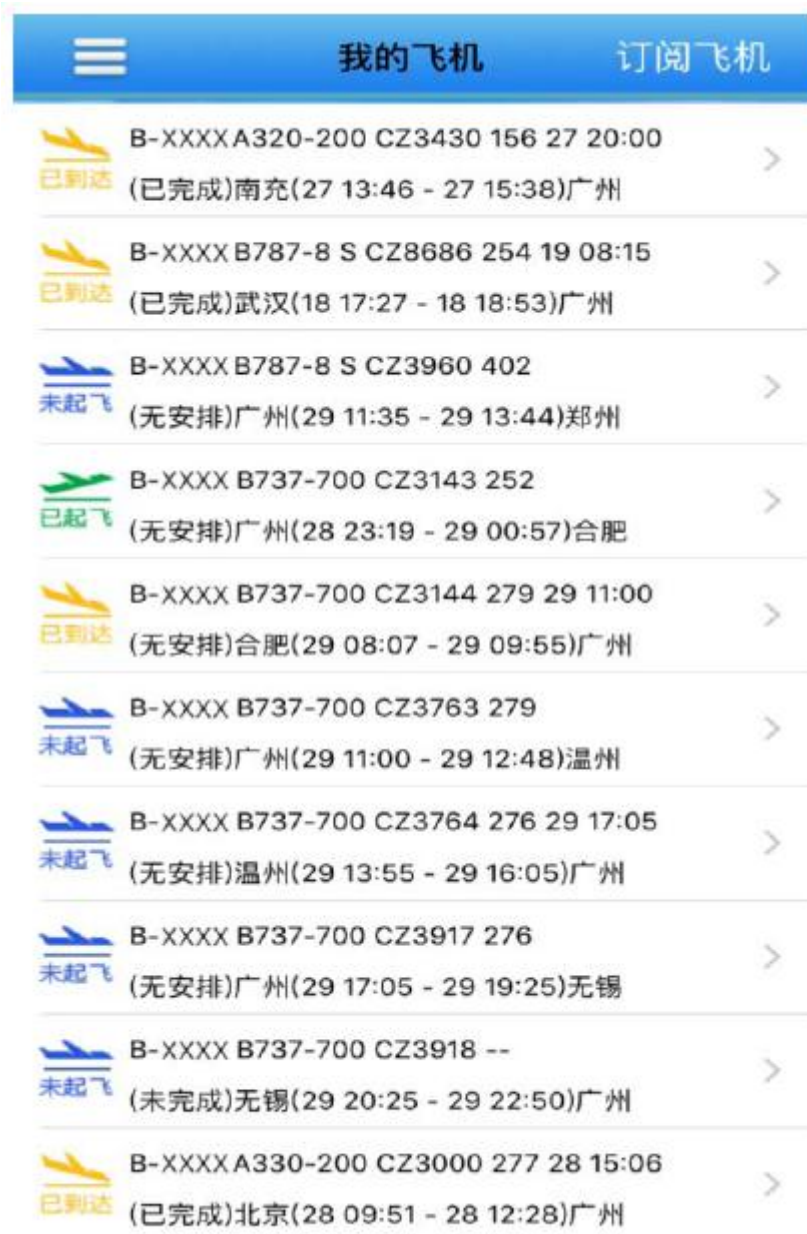 我的飞机 订阅飞机
B-XXXX A320-200 CZ3430 156 27 20:00
已到达
(已完成)南充(27 13:46 - 27 15:38)广州
B-XXXX B787-8 S CZ8686 254 19 08:15
已到达
(已完成)武汉(18 17:27 - 18 18:53)广州
B-XXXX B787-8 S CZ3960 402
未起飞
(无安排)广州(29 11:35 - 29 13:44)郑州
B-XXXX B737-700 CZ3143 252
已起飞
(无安排)广州(28 23:19 - 29 00:57)合肥
B-XXXX B737-700 CZ3144 279 29 11:00
已到达
(无安排)合肥(29 08:07 - 29 09:55)广州
B-XXXX B737-700 CZ3763 279
未起飞
(无安排)广州(29 11:00 - 29 12:48)温州
B-XXXX B737-700 CZ3764 276 29 17:05
未起飞
(无安排)温州(29 13:55 - 29 16:05)广州
B-XXXX B737-700 CZ3917 276
未起飞
(无安排)广州(29 17:05 - 29 19:25)无锡
B-XXXX B737-700 CZ3918 --
未起飞
(未完成)无锡(29 20:25 - 29 22:50)广州
B-XXXX A330-200 CZ3000 277 28 15:06
已到达
(已完成)北京(28 09:51 - 28 12:28)广州